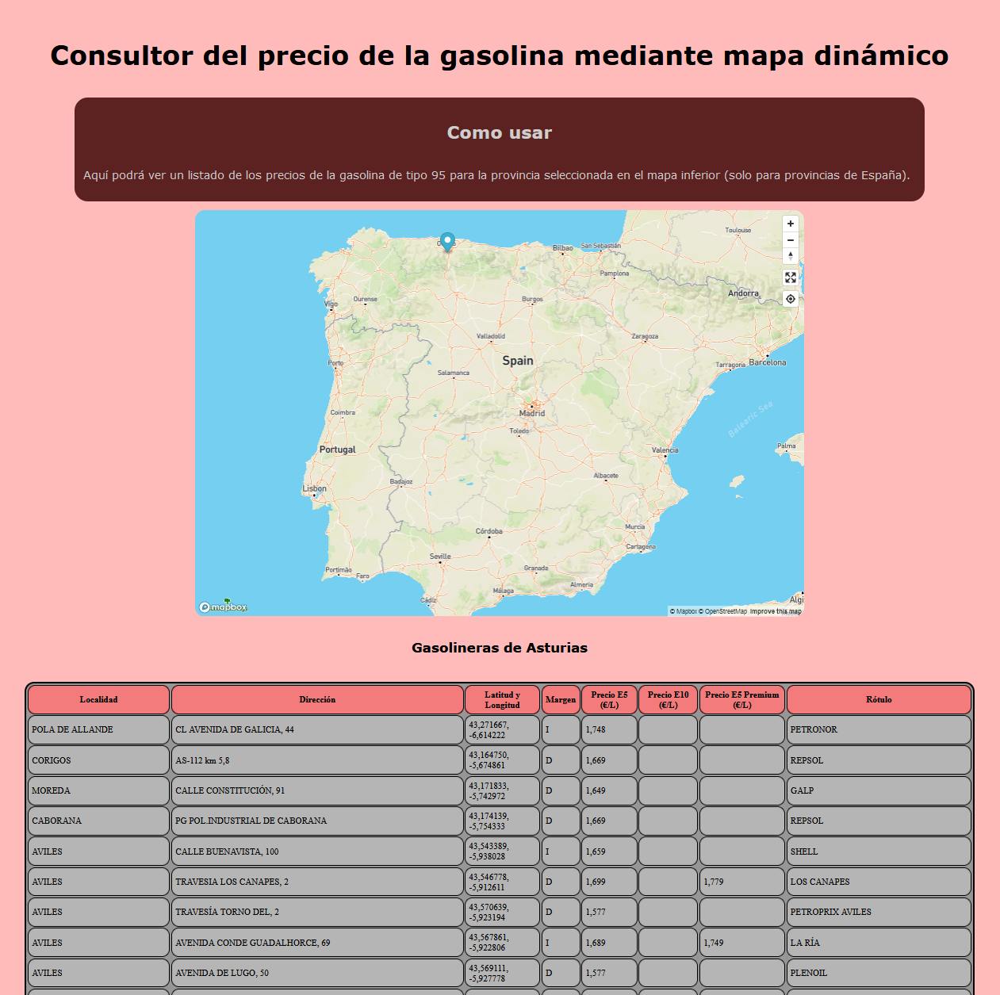 Consultor del precio de la gasolina mediante mapa dinámico
Como usar
Aquí podrá ver un listado de los precios de la gasolina de tipo 95 para la provincia seleccionada en el mapa inferior (solo para provincias de España).
Toulouse
Bilbao
San Sebastián
Pamplona
Andorra
Vigo
Ourense
Burgos
Valladolid
Zaragoza
Spain
Porto
Salamanca
Tarragona
Barcelona
Madrid
Coimbra
Balearic Sea
Toledo
Portugal
Valencia
Palma
Badajoz
Albacete
Lisbon
Córdoba
Murcia
Cartagena
Seville
Granada
Portimão
Faro
Almeria
Málaga
Cádiz
Algi
mapbox
© Mapbox © OpenStreetMap Improve this map
Gasolineras de Asturias
Localidad Dirección Latitud y Longitud Margen Precio E5 (€/L) Precio E10 (€/L) Precio E5 Premium (€/L) Rótulo
POLA DE ALLANDE CL AVENIDA DE GALICIA, 44 43,271667, -6,614222 I 1,748 PETRONOR
CORIGOS AS-112 km 5,8 43,164750, -5,674861 D 1,669 REPSOL
MOREDA CALLE CONSTITUCIÓN, 91 43,171833, -5,742972 D 1,649 GALP
CABORANA PG POL.INDUSTRIAL DE CABORANA 43,174139, -5,754333 D 1,669 REPSOL
AVILES CALLE BUENAVISTA, 100 43,543389, -5,938028 I 1,659 SHELL
AVILES TRAVESIA LOS CANAPES, 2 43,546778, -5,912611 D 1,699 1,779 LOS CANAPES
AVILES TRAVESÍA TORNO DEL, 2 43,570639, -5,923194 D 1,577 PETROPRIX AVILES
AVILES AVENIDA CONDE GUADALHORCE, 69 43,567861, -5,922806 I 1,689 1,749 LA RÍA
AVILES AVENIDA DE LUGO, 50 43,569111, -5,927778 D 1,577 PLENOIL